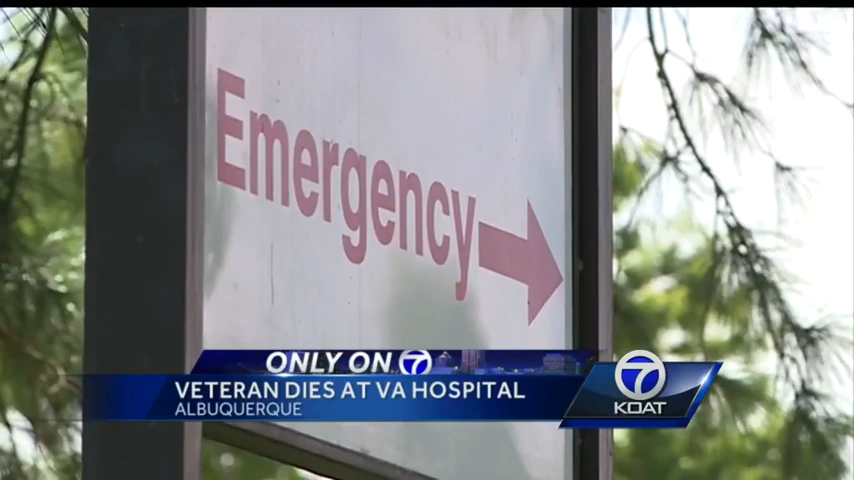 Emergency
ONLY ON 7
VETERAN DIES AT VA HOSPITAL
ALBUQUERQUE
7
KOAT